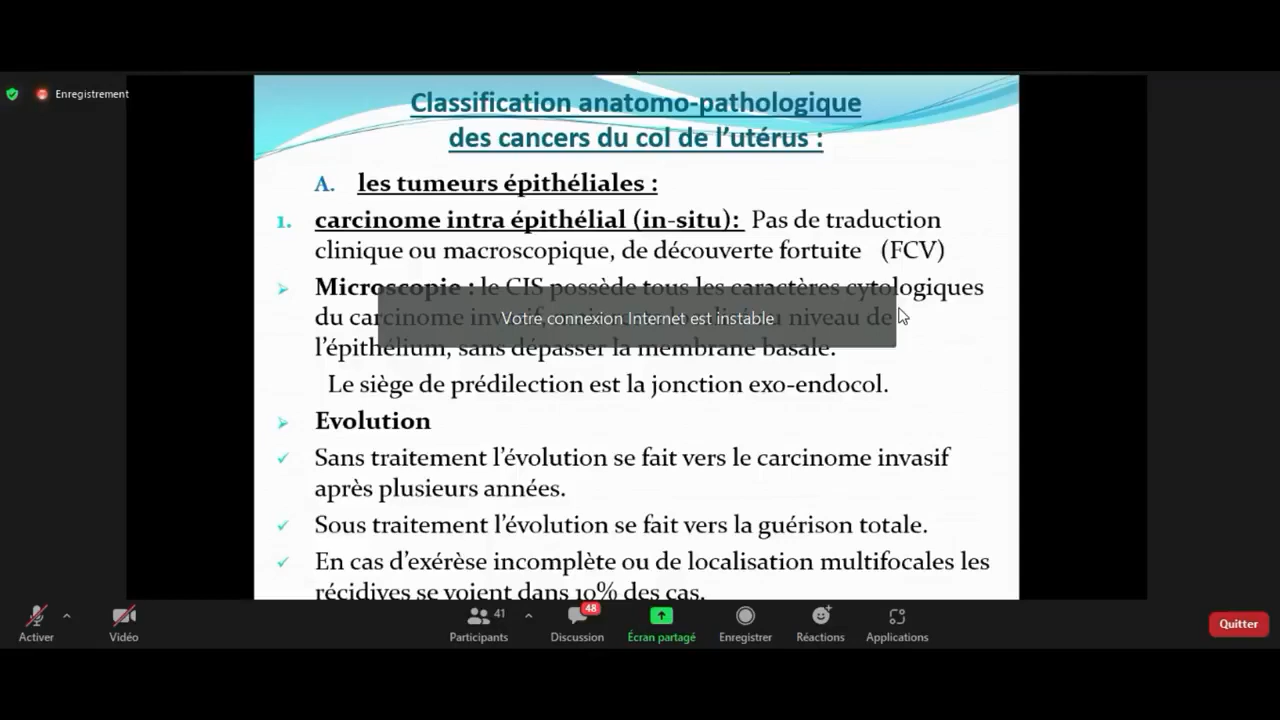 Enregistrement
Classification anatomo-pathologique
des cancers du col de l'utérus :
A. les tumeurs épithéliales :
1. carcinome intra épithélial (in-situ): Pas de traduction
clinique ou macroscopique, de découverte fortuite (FCV)
Microscopie : le CIS possède tous les caractères cytologiques
du carcinome niveau de
Votre connexion Internet est instable.
l'épithélium, sans dépasser la membrane basale.
Le siège de prédilection est la jonction exo-endocol.
Evolution
Sans traitement l'évolution se fait vers le carcinome invasif
après plusieurs années.
Sous traitement l'évolution se fait vers la guérison totale.
En cas d'exérèse incomplète ou de localisation multifocales les
récidives se voient dans 10% des cas.
Activer
Vidéo
Participants 41
Discussion 48
Écran partagé
Enregistrer
Réactions
Applications
Quitter